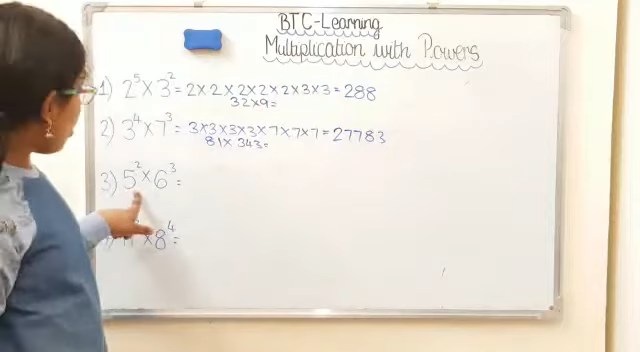 BTC-Learning
Multiplication with Powers
1) 2⁵ × 3² = 2 × 2 × 2 × 2 × 2 × 3 × 3 = 288
32 × 9 =
2) 3⁴ × 7³ = 3 × 3 × 3 × 3 × 7 × 7 × 7 = 27783
81 × 343 =
3) 5² × 6³ =
× 8⁴ =